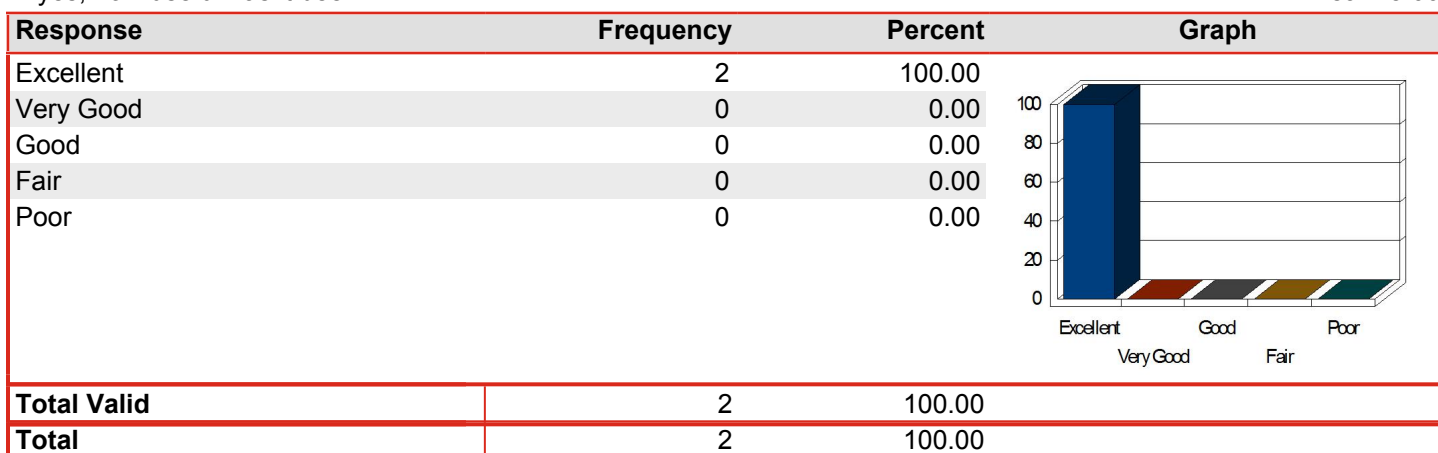 Response Frequency Percent Graph
Excellent 2 100.00
Very Good 0 0.00
Good 0 0.00
Fair 0 0.00
Poor 0 0.00
100
80
60
40
20
0
Excellent Good Poor
Very Good Fair
Total Valid 2 100.00
Total 2 100.00